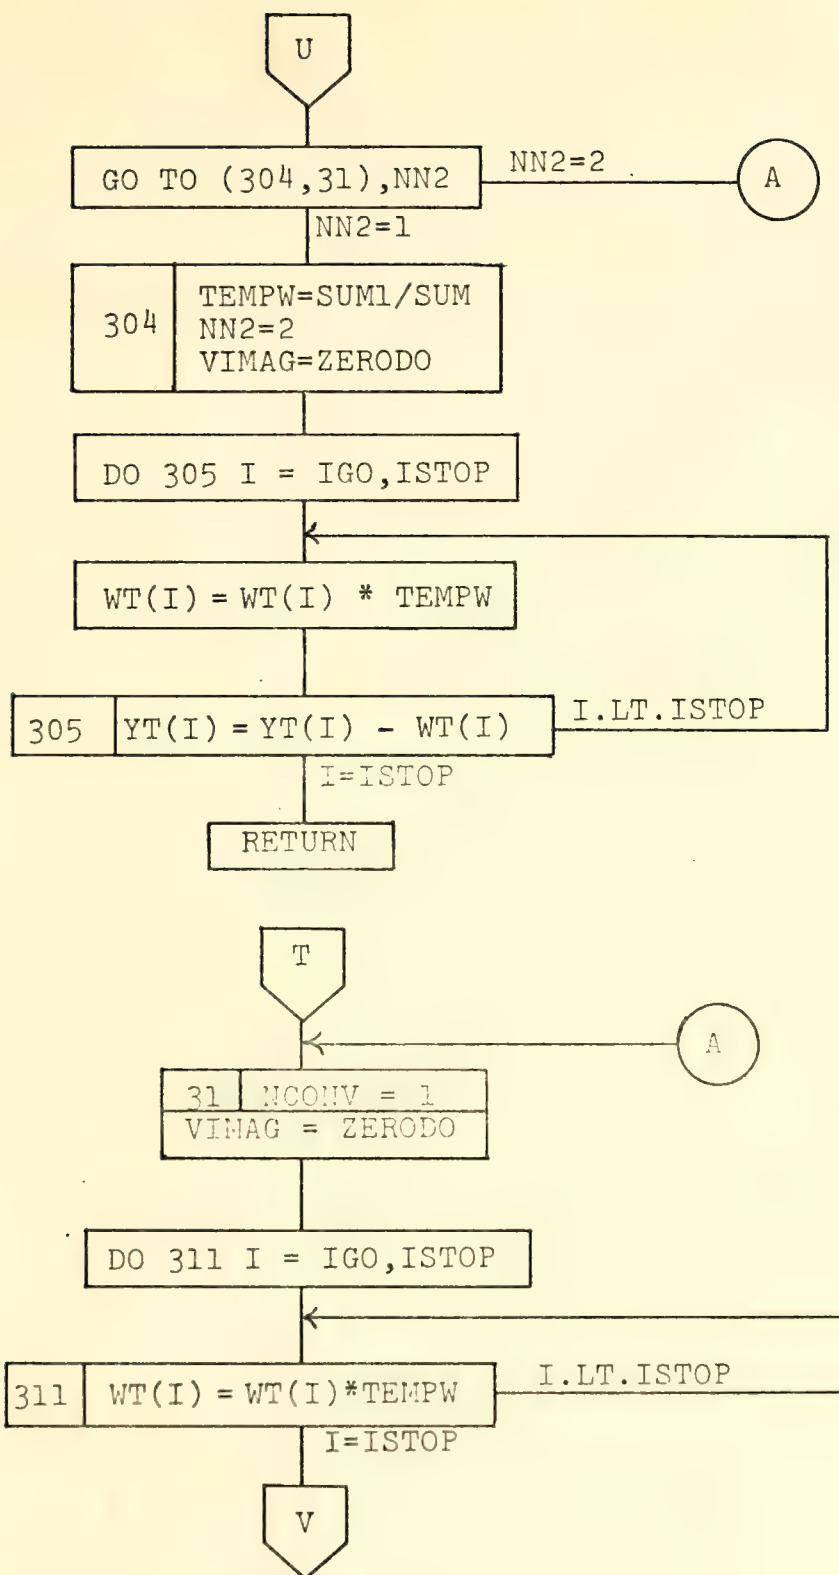 U
GO TO (304,31),NN2
NN2=2
A
NN2=1
304
TEMPW=SUM1/SUM
NN2=2
VIMAG=ZERODO
DO 305 I = IGO,ISTOP
WT(I) = WT(I) * TEMPW
305
YT(I) = YT(I) - WT(I)
I.LT.ISTOP
I=ISTOP
RETURN
T
A
31
NCONV = 1
VIMAG = ZERODO
DO 311 I = IGO,ISTOP
311
WT(I) = WT(I)*TEMPW
I.LT.ISTOP
I=ISTOP
V